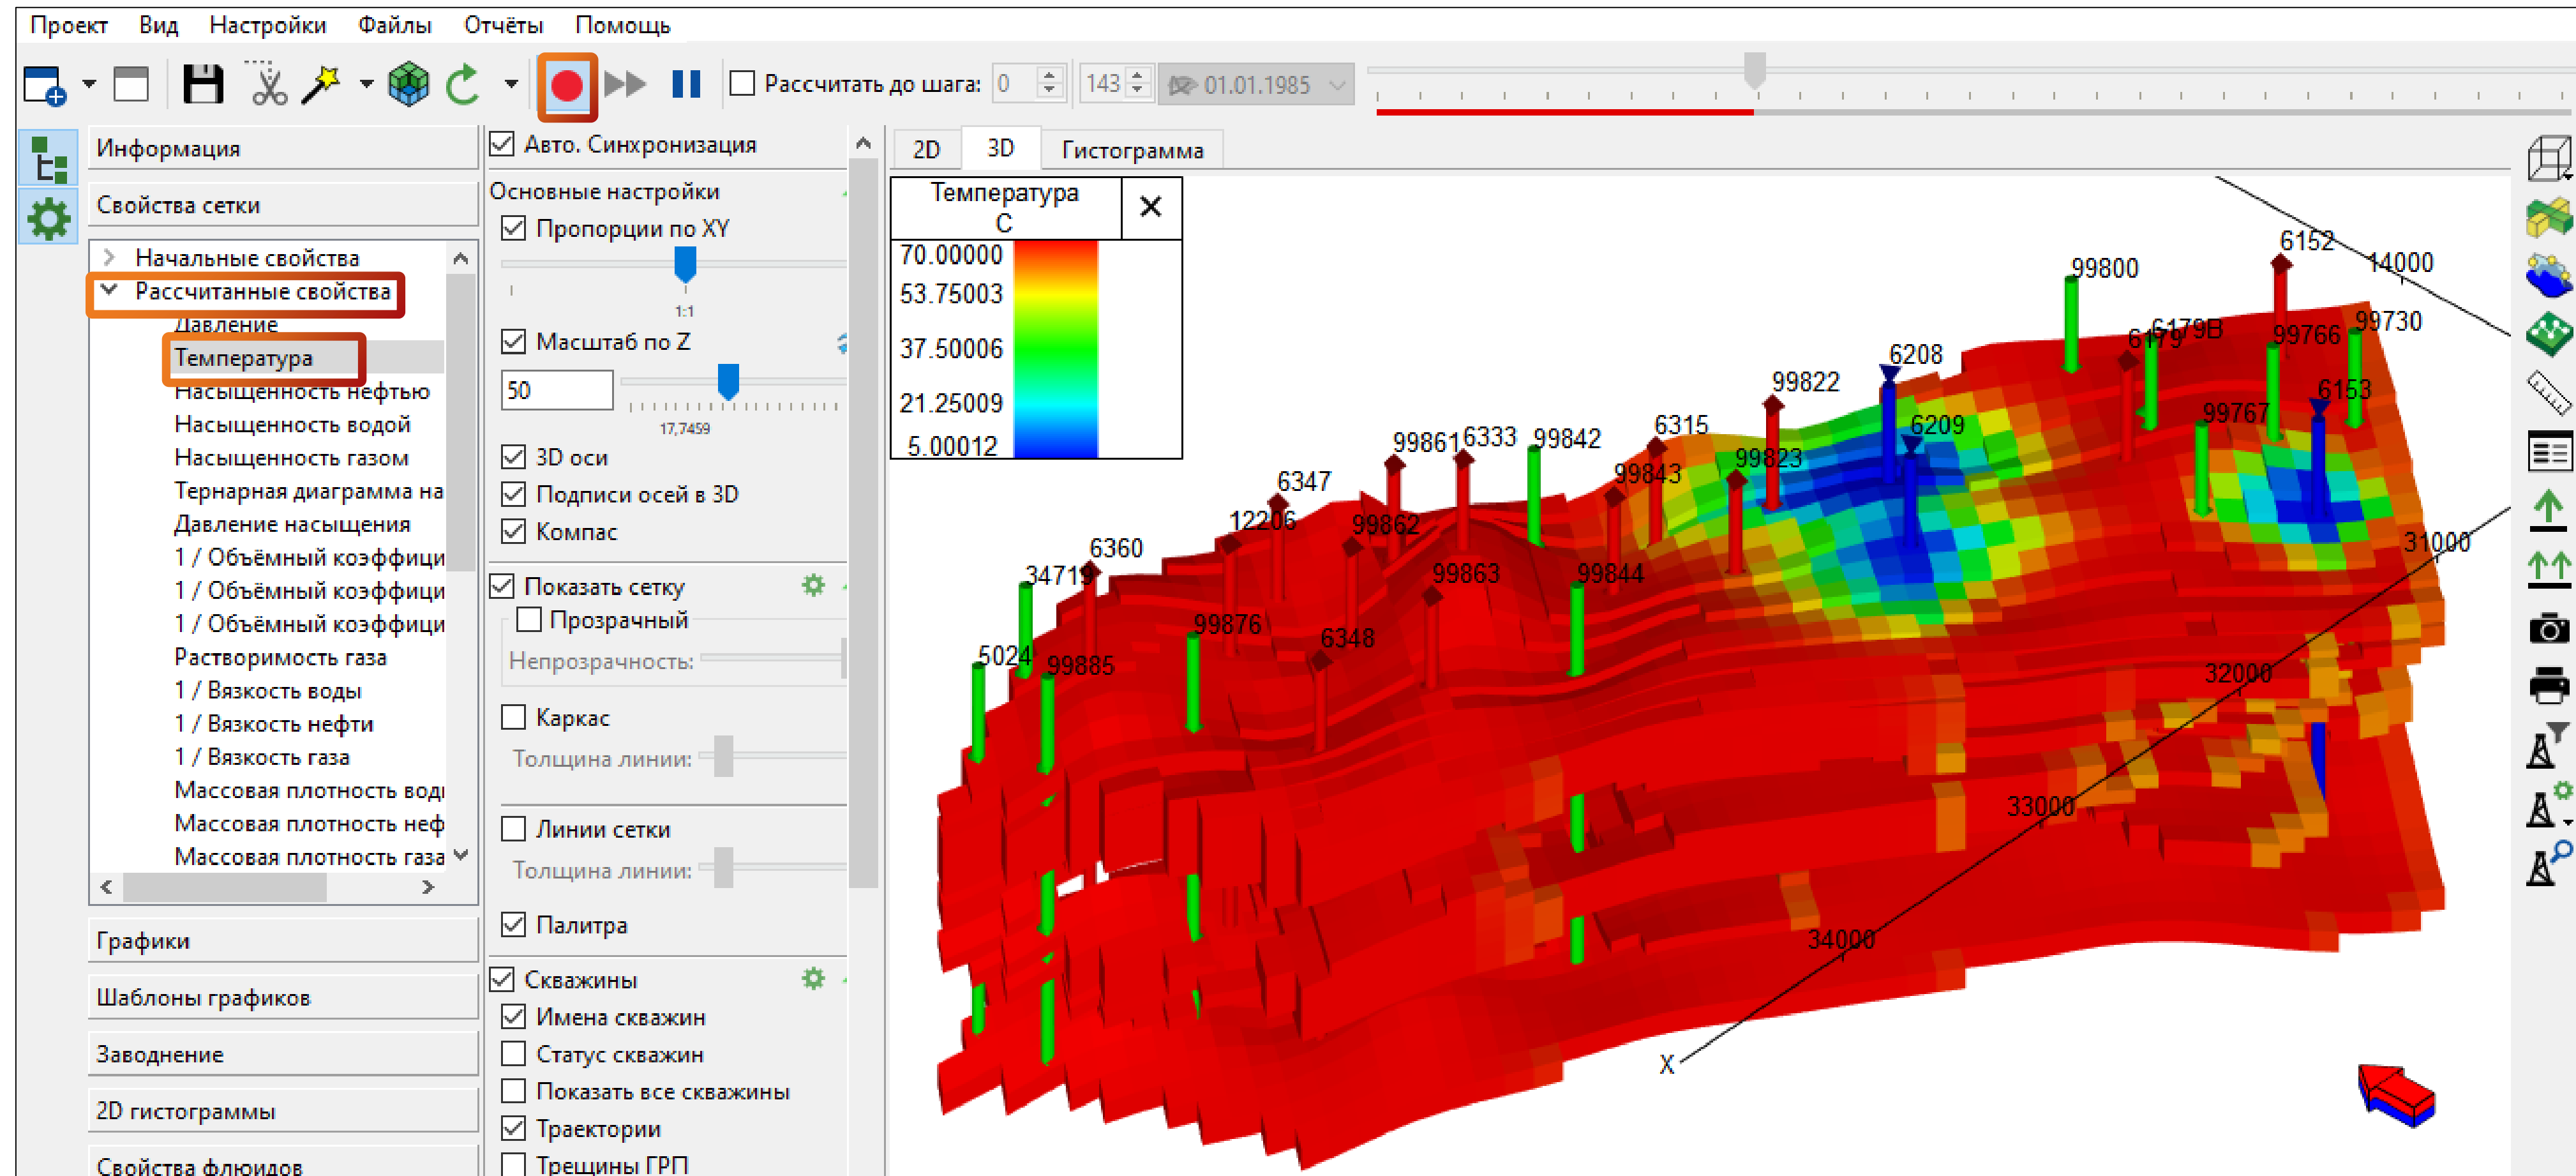 Проект Вид Настройки Файлы Отчёты Помощь
Рассчитать до шага: 0 143 01.01.1985
Информация
Свойства сетки
Начальные свойства
Рассчитанные свойства
Давление
Температура
Насыщенность нефтью
Насыщенность водой
Насыщенность газом
Тернарная диаграмма на
Давление насыщения
1 / Объёмный коэффици
1 / Объёмный коэффици
1 / Объёмный коэффици
Растворимость газа
1 / Вязкость воды
1 / Вязкость нефти
1 / Вязкость газа
Массовая плотность воды
Массовая плотность неф
Массовая плотность газа
Графики
Шаблоны графиков
Заводнение
2D гистограммы
Свойства флюидов
Авто. Синхронизация
Основные настройки
Пропорции по XY
1:1
Масштаб по Z
50
17,7459
3D оси
Подписи осей в 3D
Компас
Показать сетку
Прозрачный
Непрозрачность:
Каркас
Толщина линии:
Линии сетки
Толщина линии:
Палитра
Скважины
Имена скважин
Статус скважин
Показать все скважины
Траектории
Трещины ГРП
2D 3D Гистограмма
Температура
C
70.00000
53.75003
37.50006
21.25009
5.00012
6152
14000
99800
6179B
6179
99766
99730
6208
6153
99822
99767
6209
6315
99861
6333
99842
99823
99843
6347
12206
99862
31000
6360
34719
99863
99844
99876
6348
5024
99885
32000
33000
34000
X